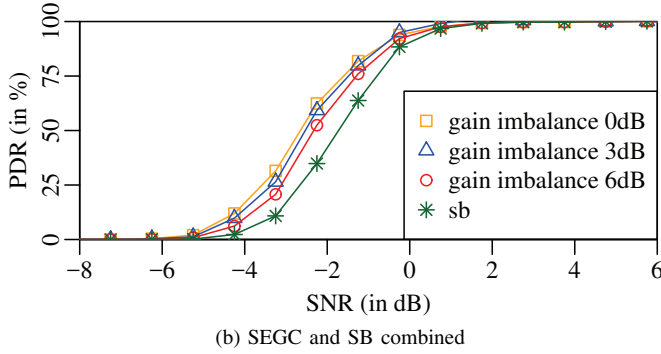 PDR (in %)
100
75
50
25
0
gain imbalance 0dB
gain imbalance 3dB
gain imbalance 6dB
sb
−8 −6 −4 −2 0 2 4 6
SNR (in dB)
(b) SEGC and SB combined